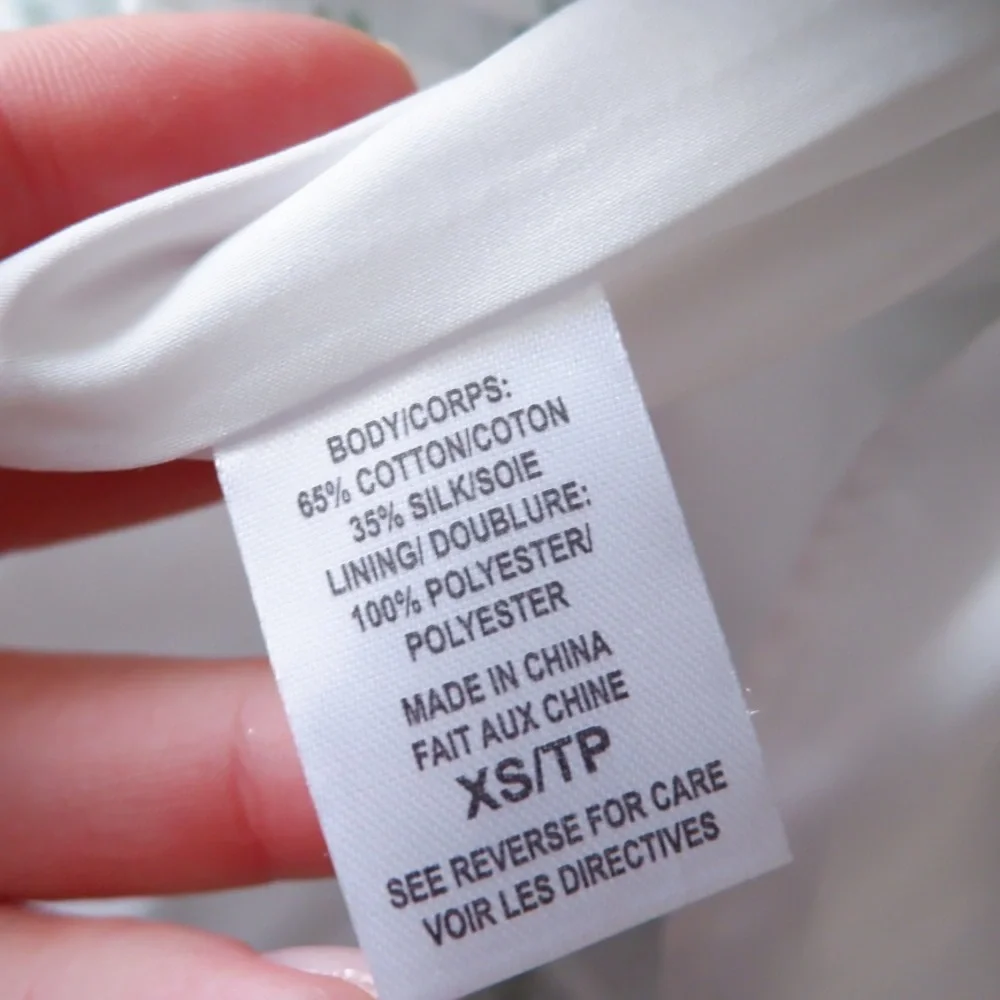 BODY/CORPS:
65% COTTON/COTON
35% SILK/SOIE
LINING/ DOUBLURE:
100% POLYESTER/
POLYESTER
MADE IN CHINA
FAIT AUX CHINE
XS/TP
SEE REVERSE FOR CARE
VOIR LES DIRECTIVES